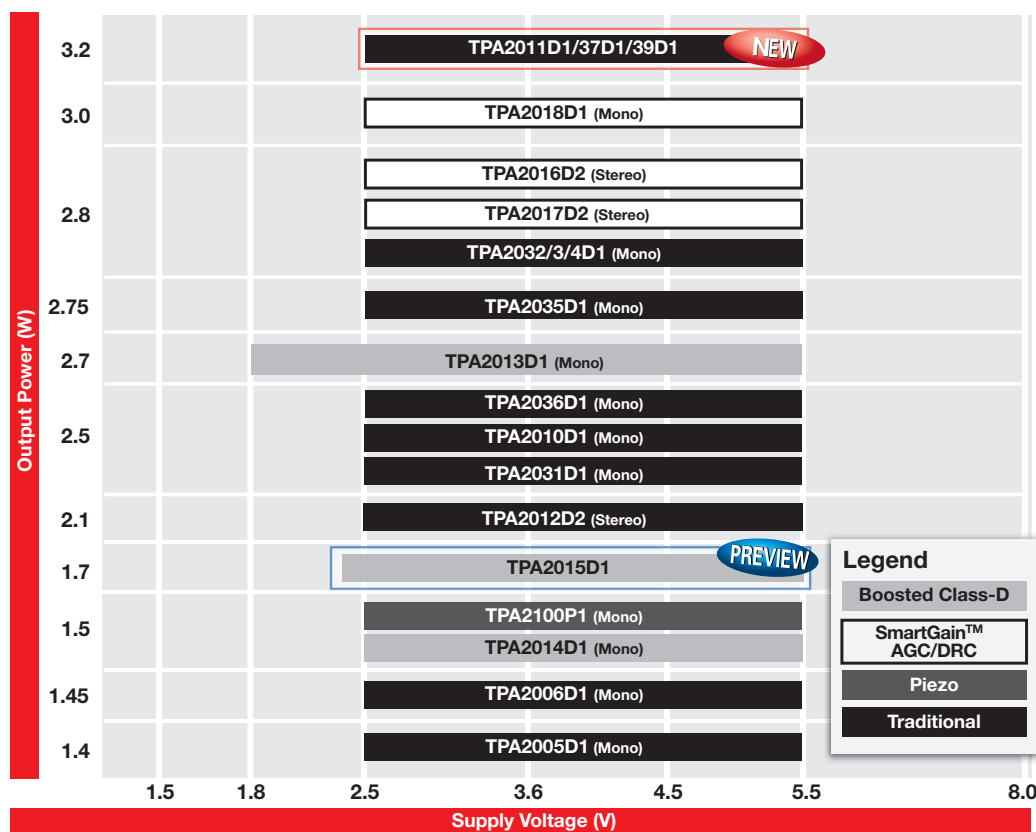 Output Power (W)
3.2
TPA2011D1/37D1/39D1
NEW
3.0
TPA2018D1 (Mono)
2.8
TPA2016D2 (Stereo)
TPA2017D2 (Stereo)
TPA2032/3/4D1 (Mono)
2.75
TPA2035D1 (Mono)
2.7
TPA2013D1 (Mono)
2.5
TPA2036D1 (Mono)
TPA2010D1 (Mono)
TPA2031D1 (Mono)
2.1
TPA2012D2 (Stereo)
1.7
TPA2015D1
PREVIEW
1.5
TPA2100P1 (Mono)
TPA2014D1 (Mono)
1.45
TPA2006D1 (Mono)
1.4
TPA2005D1 (Mono)
Legend
Boosted Class-D
SmartGain™
AGC/DRC
Piezo
Traditional
1.5 1.8 2.5 3.6 4.5 5.5 8.0
Supply Voltage (V)